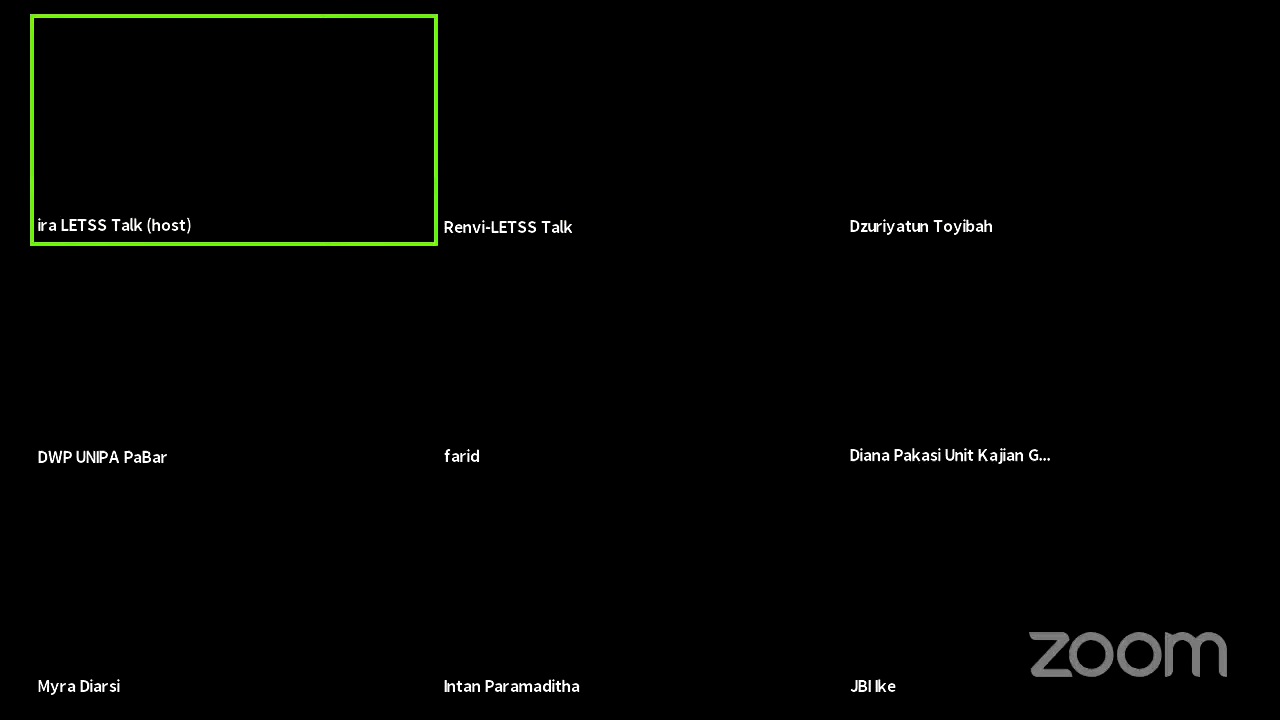 ira LETSS Talk (host)
Renvi-LETSS Talk
Dzuriyatun Toyibah
DWP UNIPA PaBar
farid
Diana Pakasi Unit Kajian G...
Myra Diarsi
Intan Paramaditha
JBI Ike
zoom